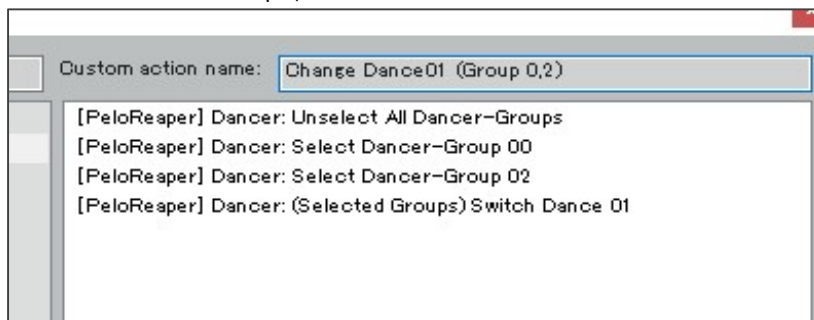 Custom action name: Change Dance01 (Group 0,2)
[PeloReaper] Dancer: Unselect All Dancer-Groups
[PeloReaper] Dancer: Select Dancer-Group 00
[PeloReaper] Dancer: Select Dancer-Group 02
[PeloReaper] Dancer: (Selected Groups) Switch Dance 01